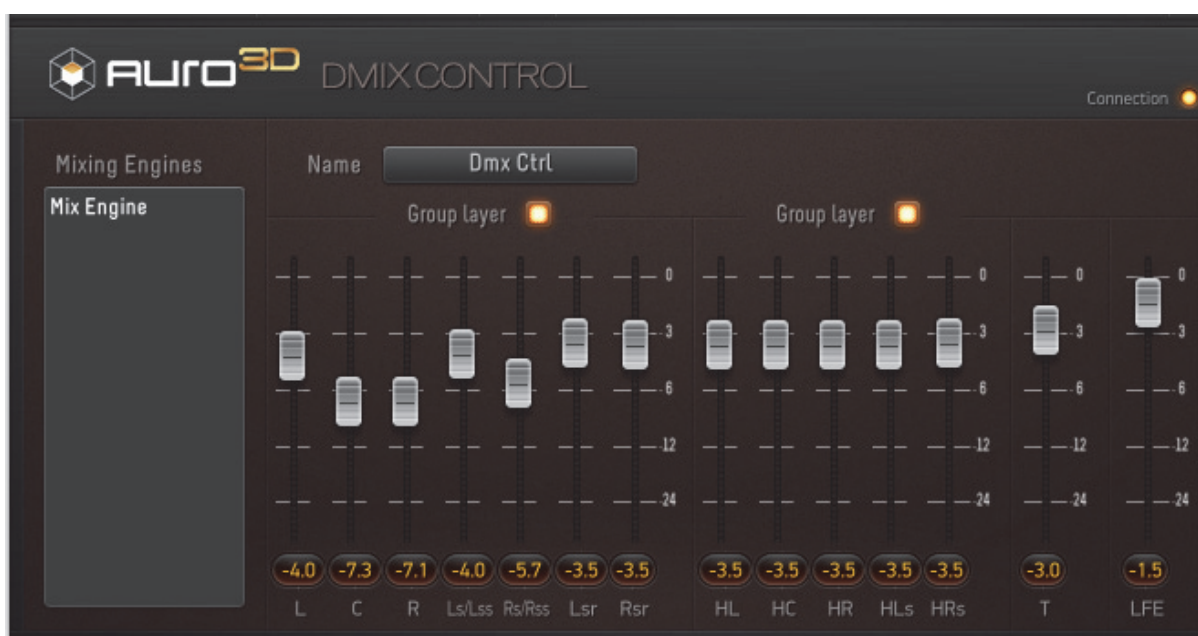 AURO 3D DMIX CONTROL
Connection
Mixing Engines
Name
Dmx Ctrl
Mix Engine
Group layer
Group layer
0 0 0 0
3 3 3 3
6 6 6 6
12 12 12 12
24 24 24 24
-4.0 -7.3 -7.1 -4.0 -5.7 -3.5 -3.5 -3.5 -3.5 -3.5 -3.5 -3.5 -3.0 -1.5
L C R Ls/Lss Rs/Rss Lsr Rsr HL HC HR HLs HRs T LFE